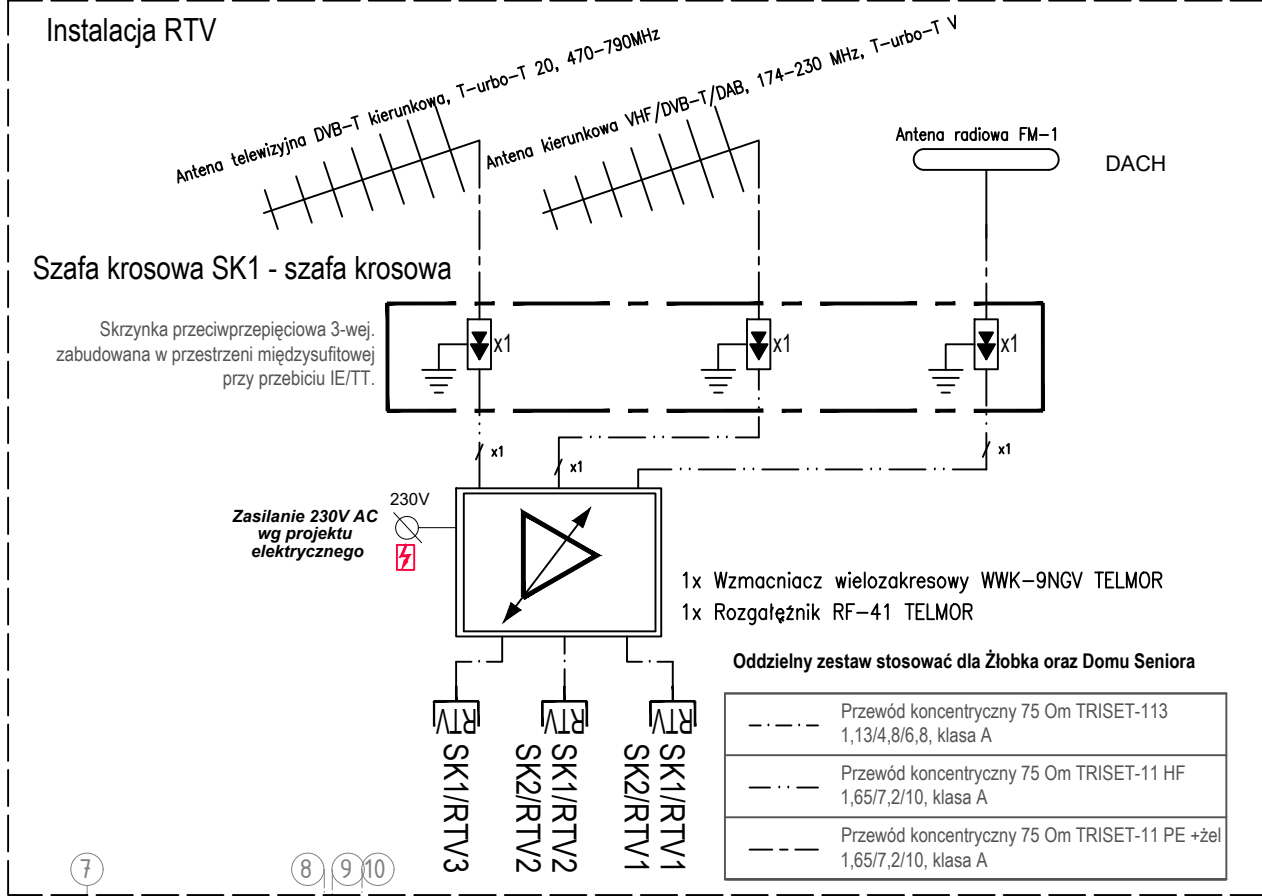 Instalacja RTV
Antena telewizyjna DVB-T kierunkowa, T-urbo-T 20, 470-790MHz
Antena kierunkowa VHF/DVB-T/DAB, 174-230 MHz, T-urbo-T V
Antena radiowa FM-1
DACH
Szafa krosowa SK1 - szafa krosowa
Skrzynka przeciwprzepięciowa 3-wej.
zabudowana w przestrzeni międzysufitowej
przy przebiciu IE/TT.
x1
x1
x1
x1
x1
x1
230V
Zasilanie 230V AC
wg projektu
elektrycznego
1x Wzmacniacz wielozakresowy WWK-9NGV TELMOR
1x Rozgałęźnik RF-41 TELMOR
Oddzielny zestaw stosować dla Żłobka oraz Domu Seniora
RTV
SK1/RTV3
RTV
SK1/RTV2
SK2/RTV2
RTV
SK1/RTV1
SK2/RTV1
Przewód koncentryczny 75 Om TRISET-113
1,13/4,8/6,8, klasa A
Przewód koncentryczny 75 Om TRISET-11 HF
1,65/7,2/10, klasa A
Przewód koncentryczny 75 Om TRISET-11 PE +żel
1,65/7,2/10, klasa A
7
8
9
10